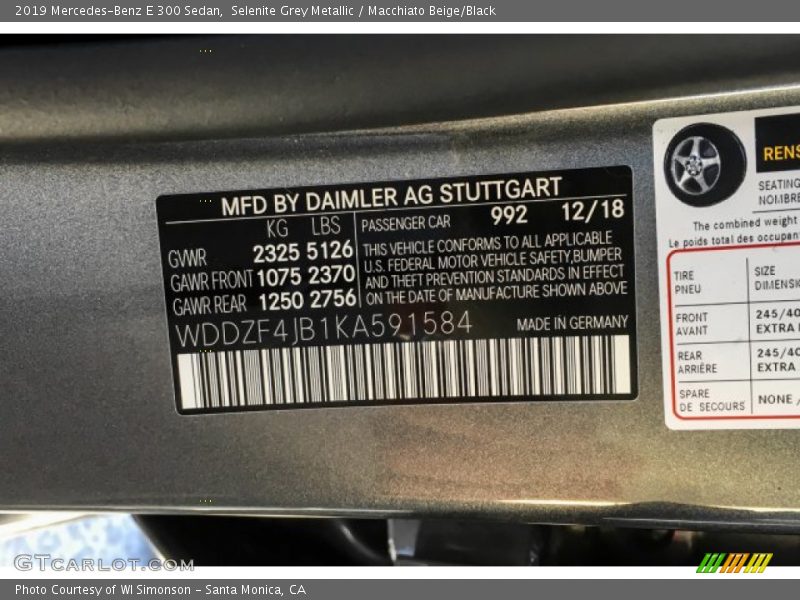 2019 Mercedes-Benz E 300 Sedan, Selenite Grey Metallic / Macchiato Beige/Black
MFD BY DAIMLER AG STUTTGART
KG LBS
GWR 2325 5126
GAWR FRONT 1075 2370
GAWR REAR 1250 2756
PASSENGER CAR 992 12/18
THIS VEHICLE CONFORMS TO ALL APPLICABLE
U.S. FEDERAL MOTOR VEHICLE SAFETY,BUMPER
AND THEFT PREVENTION STANDARDS IN EFFECT
ON THE DATE OF MANUFACTURE SHOWN ABOVE
WDDZF4JB1KA591584 MADE IN GERMANY
RENS
SEATING
NOMBRE
The combined weight
Le poids total des occupan
TIRE SIZE
PNEU DIMENSI
FRONT 245/40
AVANT EXTRA
REAR 245/40
ARRIÈRE EXTRA
SPARE NONE /
DE SECOURS
GTCARLOT.COM
Photo Courtesy of WI Simonson - Santa Monica, CA